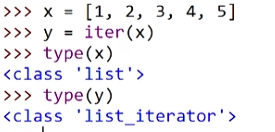 >>> x = [1, 2, 3, 4, 5]
>>> y = iter(x)
>>> type(x)
<class 'list'>
>>> type(y)
<class 'list_iterator'>